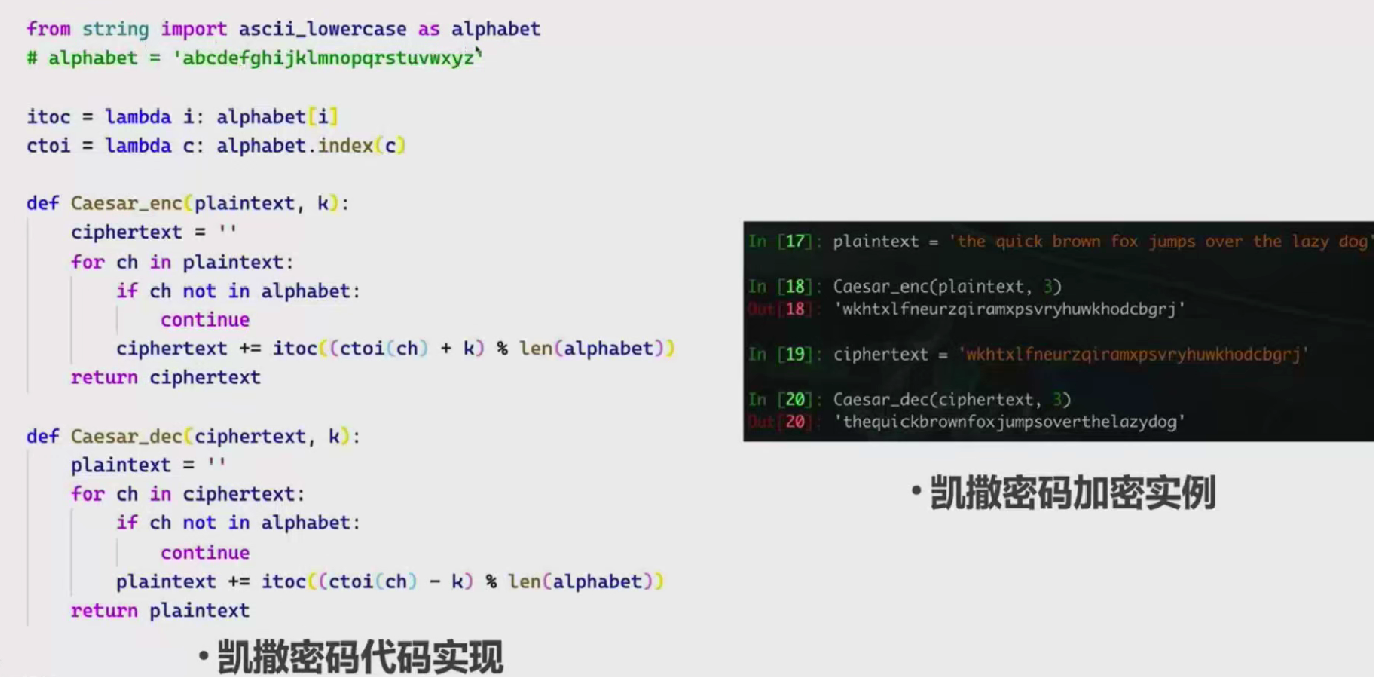 from string import ascii_lowercase as alphabet
# alphabet = 'abcdefghijklmnopqrstuvwxyz'
itoc = lambda i: alphabet[i]
ctoi = lambda c: alphabet.index(c)
def Caesar_enc(plaintext, k):
    ciphertext = ''
    for ch in plaintext:
        if ch not in alphabet:
            continue
        ciphertext += itoc((ctoi(ch) + k) % len(alphabet))
    return ciphertext
def Caesar_dec(ciphertext, k):
    plaintext = ''
    for ch in ciphertext:
        if ch not in alphabet:
            continue
        plaintext += itoc((ctoi(ch) - k) % len(alphabet))
    return plaintext
• 凯撒密码代码实现
In [17]: plaintext = 'the quick brown fox jumps over the lazy dog'
In [18]: Caesar_enc(plaintext, 3)
Out[18]: 'wkhtxlfneurzqiramxpsvryhuwkhodcbgrj'
In [19]: ciphertext = 'wkhtxlfneurzqiramxpsvryhuwkhodcbgrj'
In [20]: Caesar_dec(ciphertext, 3)
Out[20]: 'thequickbrownfoxjumpsoverthelazydog'
• 凯撒密码加密实例